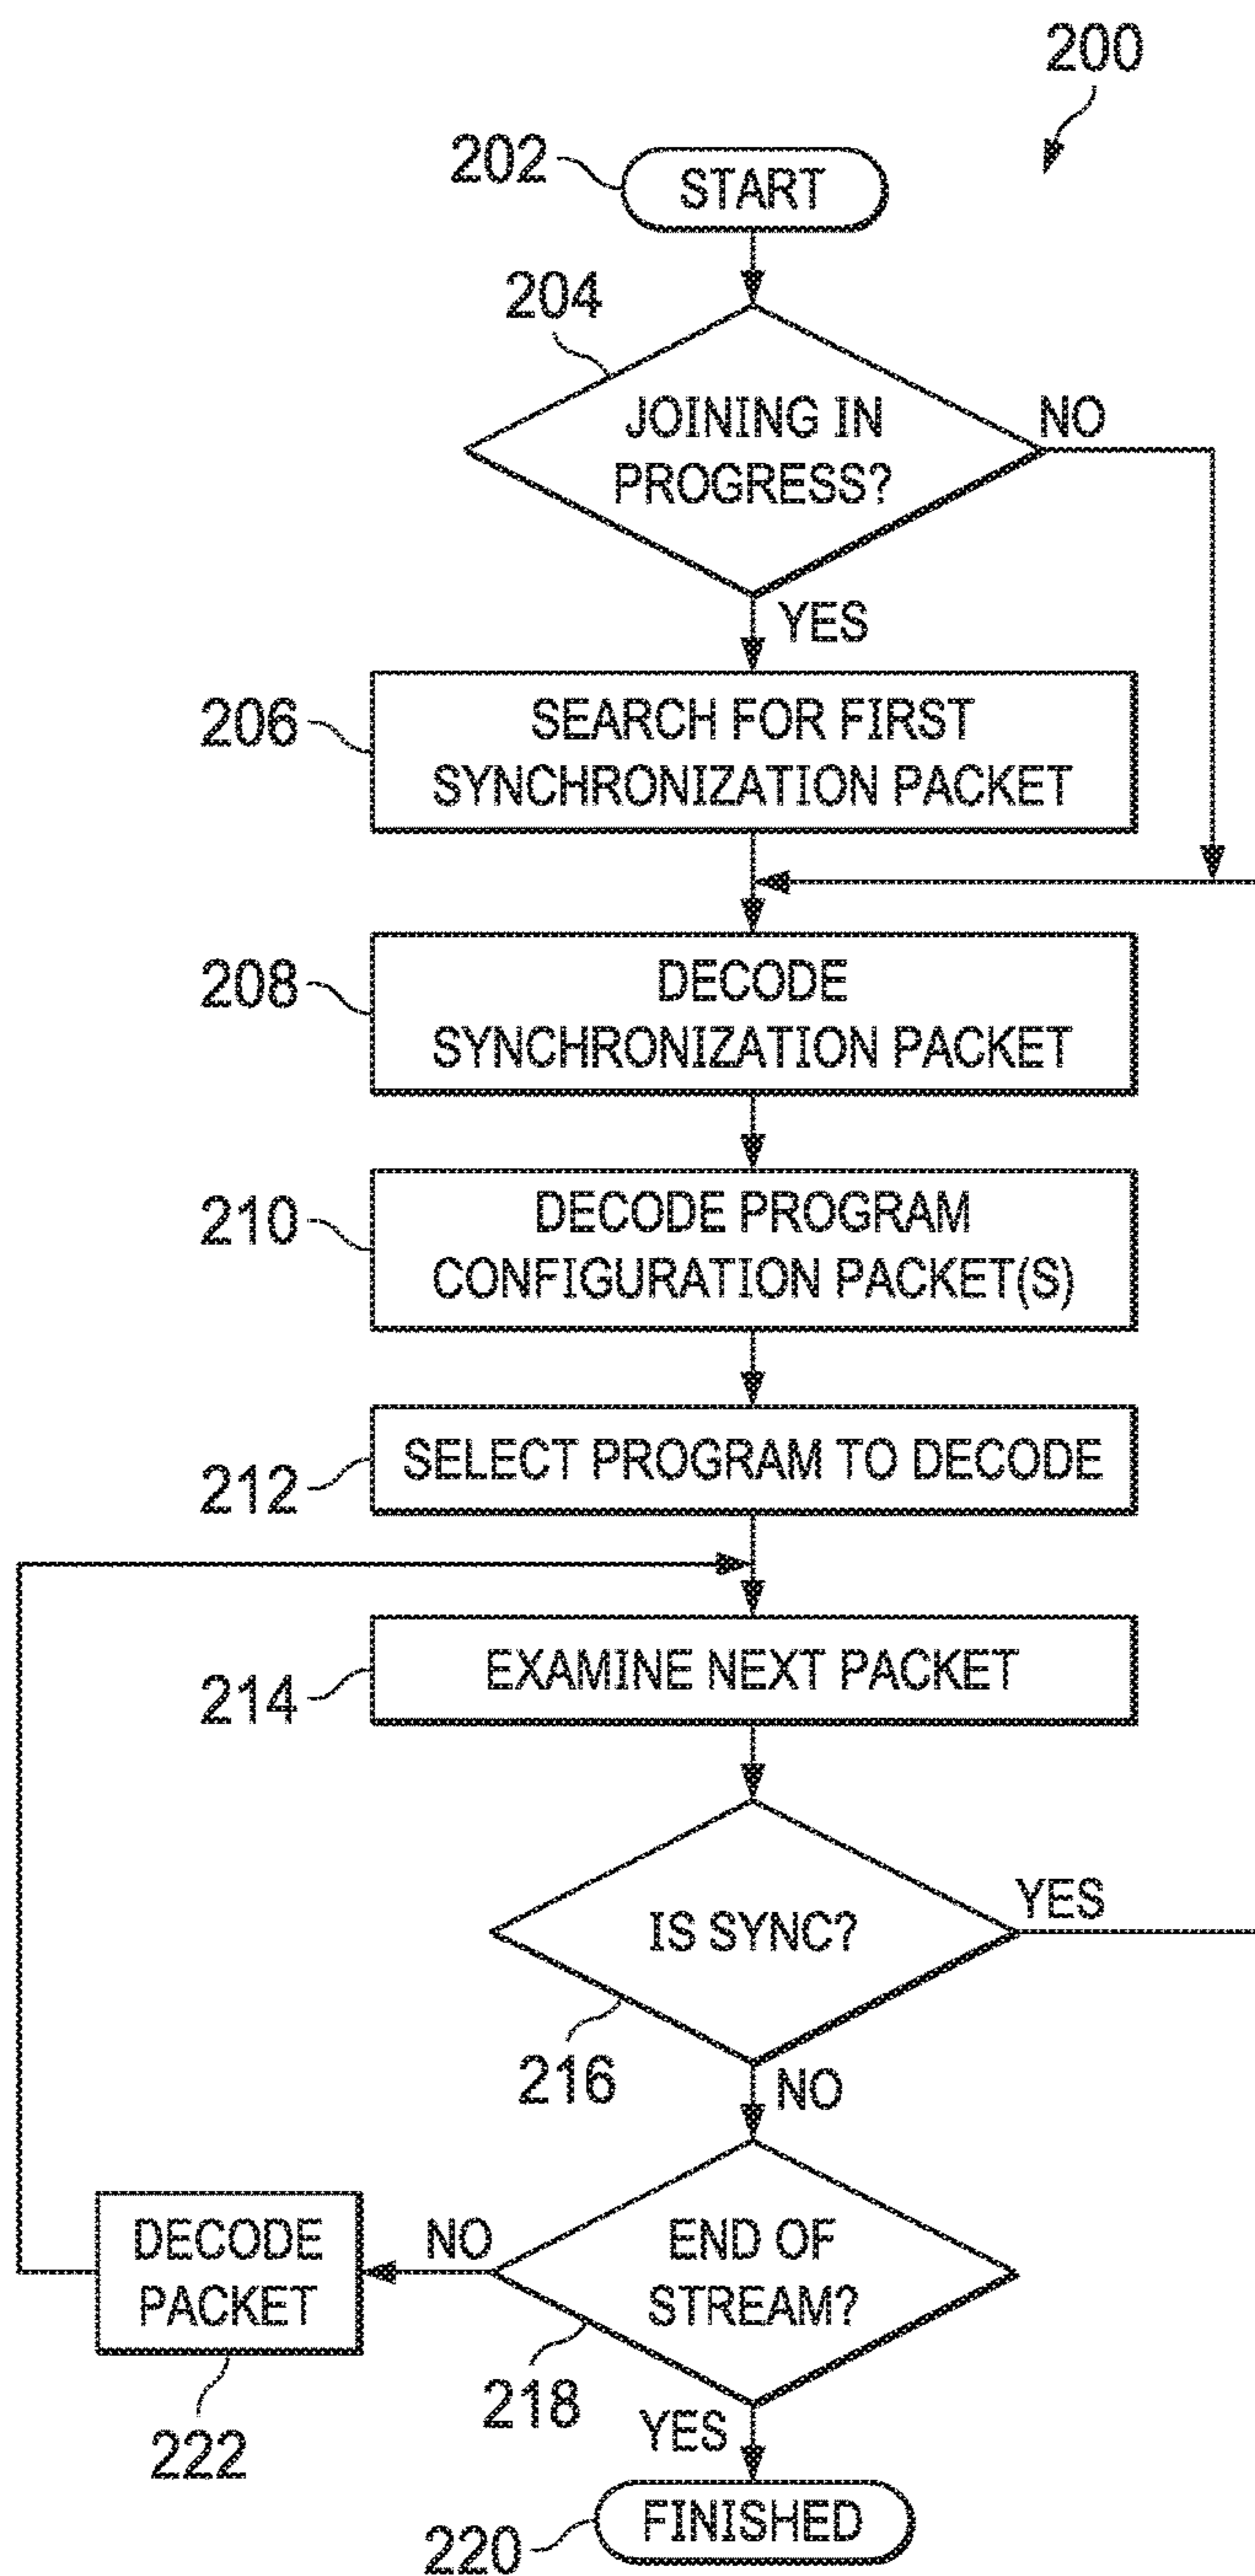 200
202
START
204
JOINING IN
PROGRESS?
NO
YES
206
SEARCH FOR FIRST
SYNCHRONIZATION PACKET
208
DECODE
SYNCHRONIZATION PACKET
210
DECODE PROGRAM
CONFIGURATION PACKET(S)
212
SELECT PROGRAM TO DECODE
214
EXAMINE NEXT PACKET
IS SYNC?
YES
216
NO
DECODE
PACKET
NO
END OF
STREAM?
222
218
YES
220
FINISHED